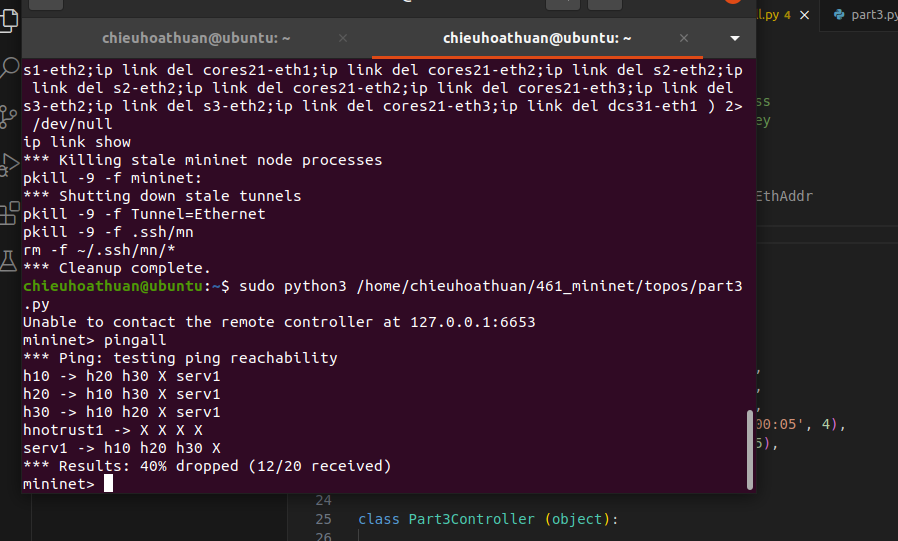 ll.py 4 × part3.py
chieuhoathuan@ubuntu: ~ × chieuhoathuan@ubuntu: ~ ×
s1-eth2;ip link del cores21-eth1;ip link del cores21-eth2;ip link del s2-eth2;ip
link del s2-eth2;ip link del cores21-eth2;ip link del cores21-eth3;ip link del
s3-eth2;ip link del s3-eth2;ip link del cores21-eth3;ip link del dcs31-eth1 ) 2>
/dev/null
ip link show
*** Killing stale mininet node processes
pkill -9 -f mininet:
*** Shutting down stale tunnels
pkill -9 -f Tunnel=Ethernet
pkill -9 -f .ssh/mn
rm -f ~/.ssh/mn/*
*** Cleanup complete.
chieuhoathuan@ubuntu:~$ sudo python3 /home/chieuhoathuan/461_mininet/topos/part3
.py
Unable to contact the remote controller at 127.0.0.1:6653
mininet> pingall
*** Ping: testing ping reachability
h10 -> h20 h30 X serv1
h20 -> h10 h30 X serv1
h30 -> h10 h20 X serv1
hnotrust1 -> X X X X
serv1 -> h10 h20 h30 X
*** Results: 40% dropped (12/20 received)
mininet>
ss
ey
EthAddr
,
,
,
00:05', 4),
5),
24
25 class Part3Controller (object):
26